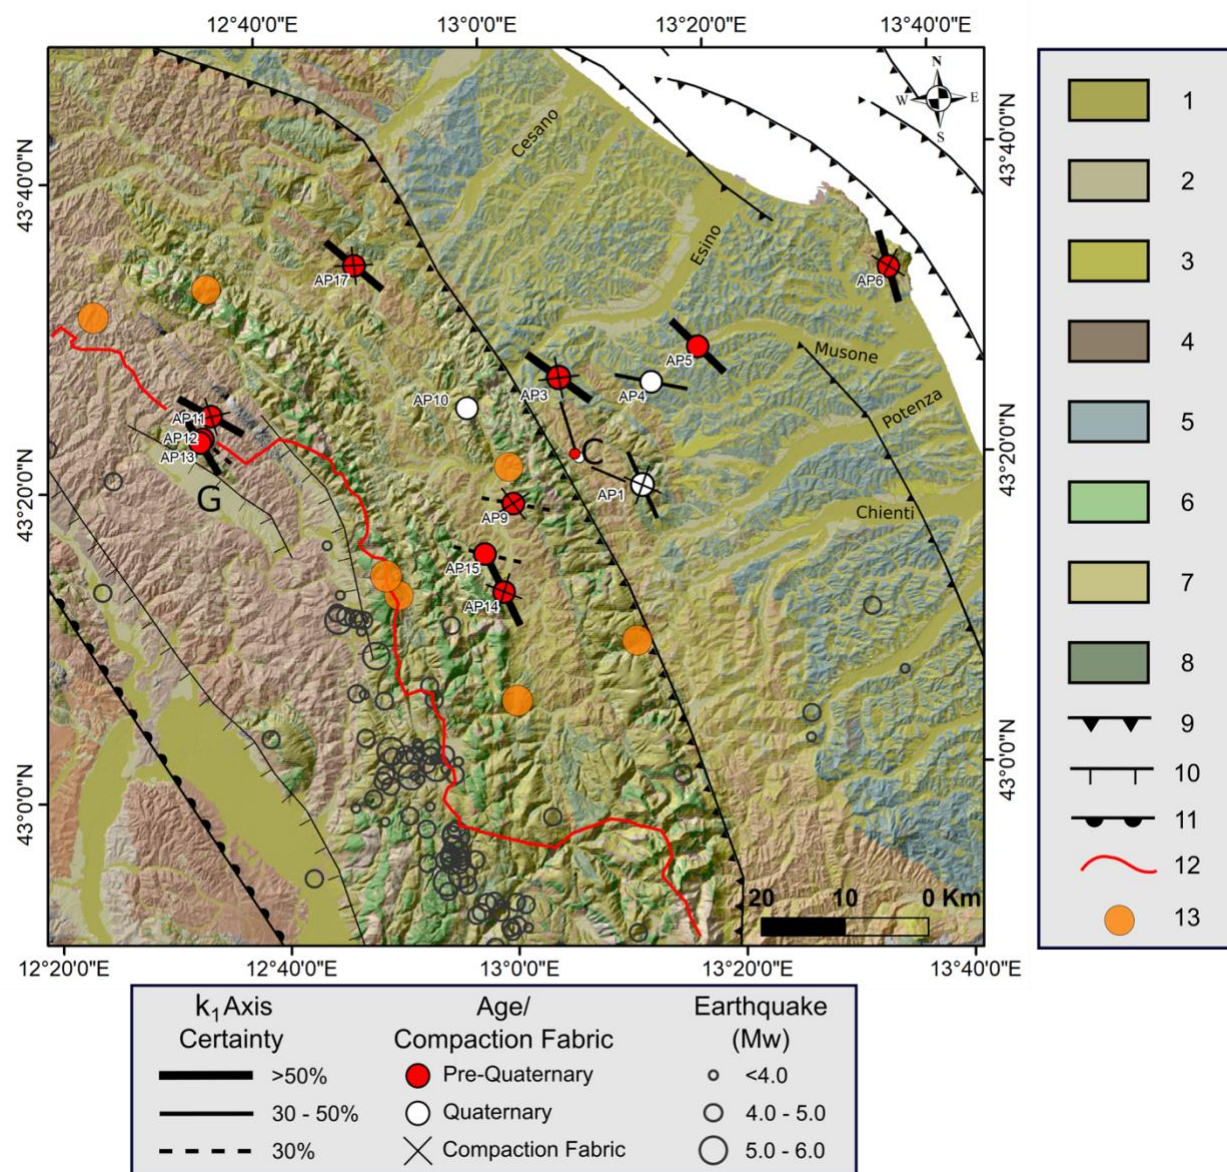 12°40'0"E
13°0'0"E
13°20'0"E
13°40'0"E
N
W
E
S
43°40'0"N
43°40'0"N
Cesano
Esino
AP17
AP6
AP5
Musone
AP3
AP4
AP10
Potenza
AP11
AP12
AP13
C
43°20'0"N
43°20'0"N
G
AP1
AP9
Chienti
AP15
AP14
43°0'0"N
43°0'0"N
20 10 0 Km
12°20'0"E
12°40'0"E
13°0'0"E
13°20'0"E
13°40'0"E
1
2
3
4
5
6
7
8
9
10
11
12
13
k₁ Axis
Certainty
>50%
30 - 50%
30%
Age/
Compaction Fabric
Pre-Quaternary
Quaternary
Compaction Fabric
Earthquake
(Mw)
<4.0
4.0 - 5.0
5.0 - 6.0